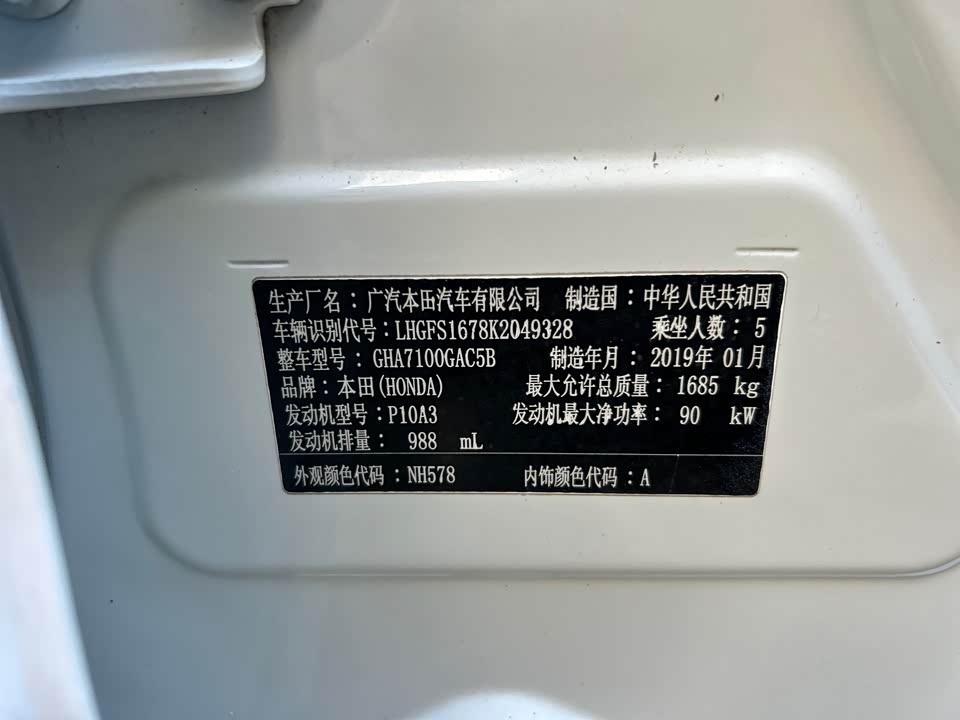 生产厂名：广汽本田汽车有限公司 制造国：中华人民共和国
车辆识别代号：LHGFS1678K2049328 乘坐人数：5
整车型号：GHA7100GAC5B 制造年月：2019年 01月
品牌：本田(HONDA) 最大允许总质量：1685 kg
发动机型号：P10A3 发动机最大净功率：90 kW
发动机排量：988 mL
外观颜色代码：NH578 内饰颜色代码：A